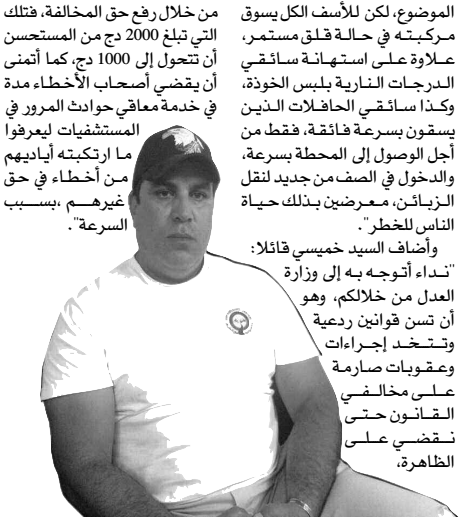 الموضوع، لكن للأسف الكل يسوق
مركبته في حالة قلق مستمر،
علاوة على استهانة سائقي
الدرجات النارية بلبس الخوذة،
وكذا سائقي الحافلات الذين
يسقون بسرعة فائقة، فقط من
أجل الوصول إلى المحطة بسرعة،
والدخول في الصف من جديد لنقل
الزبائن، معرضين بذلك حياة
الناس للخطر".
وأضاف السيد خميسي قائلا:
"نداء أتوجه به إلى وزارة
العدل من خلالكم، وهو
أن تسن قوانين ردعية
وتتخد إجراءات
وعقوبات صارمة
على مخالفي
القانون حتى
نقضي على
الظاهرة،
من خلال رفع حق المخالفة، فتلك
التي تبلغ 2000 دج من المستحسن
أن تتحول إلى 1000 دج، كما أتمنى
أن يقضي أصحاب الأخطاء مدة
في خدمة معاقي حوادث المرور في
المستشفيات ليعرفوا
ما ارتكبته أياديهم
من أخطاء في حق
غيرهم ،بسبب
السرعة".